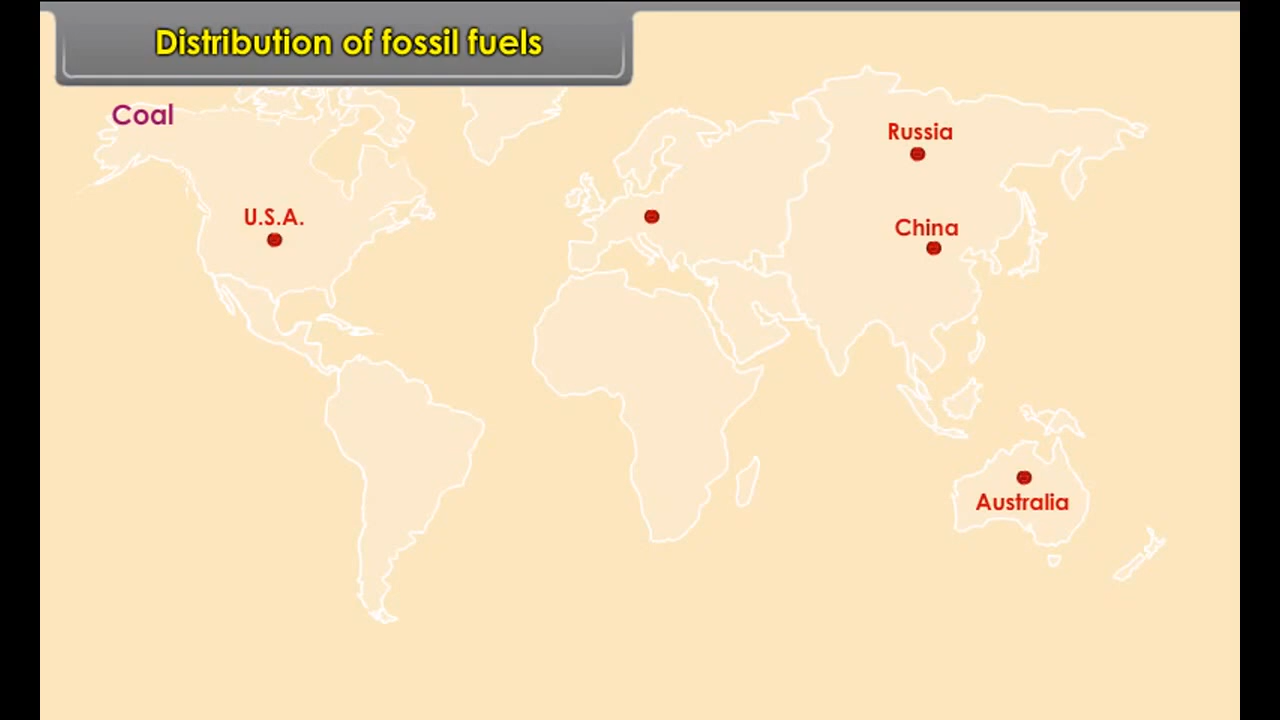 Distribution of fossil fuels
Coal
Russia
U.S.A.
China
Australia